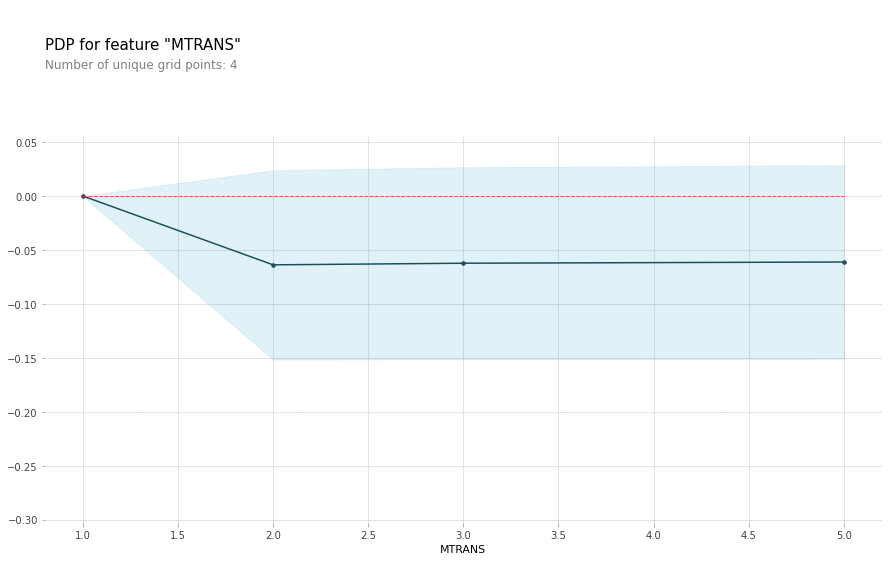 PDP for feature "MTRANS"
Number of unique grid points: 4
0.05
0.00
−0.05
−0.10
−0.15
−0.20
−0.25
−0.30
1.0 1.5 2.0 2.5 3.0 3.5 4.0 4.5 5.0
MTRANS